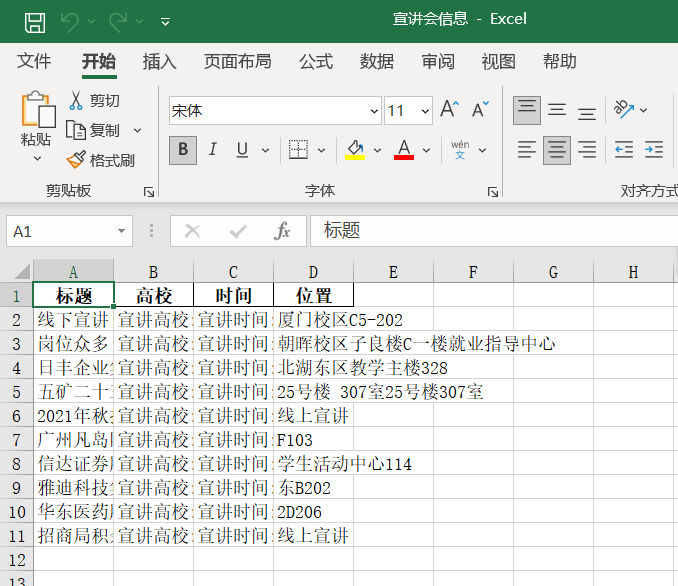 宣讲会信息 - Excel
文件 开始 插入 页面布局 公式 数据 审阅 视图 帮助
粘贴 剪切 复制 格式刷
宋体 11 A A
B I U A wén 文
剪贴板 字体 对齐方式
A1 fx 标题
A B C D E F G H
1 标题 高校 时间 位置
2 线下宣讲 宣讲高校: 宣讲时间: 厦门校区C5-202
3 岗位众多 宣讲高校: 宣讲时间: 朝晖校区子良楼C一楼就业指导中心
4 日丰企业 宣讲高校: 宣讲时间: 北湖东区教学主楼328
5 五矿二十 宣讲高校: 宣讲时间: 25号楼 307室25号楼307室
6 2021年秋 宣讲高校: 宣讲时间: 线上宣讲
7 广州凡岛 宣讲高校: 宣讲时间: F103
8 信达证券 宣讲高校: 宣讲时间: 学生活动中心114
9 雅迪科技 宣讲高校: 宣讲时间: 东B202
10 华东医药 宣讲高校: 宣讲时间: 2D206
11 招商局积 宣讲高校: 宣讲时间: 线上宣讲
12
13